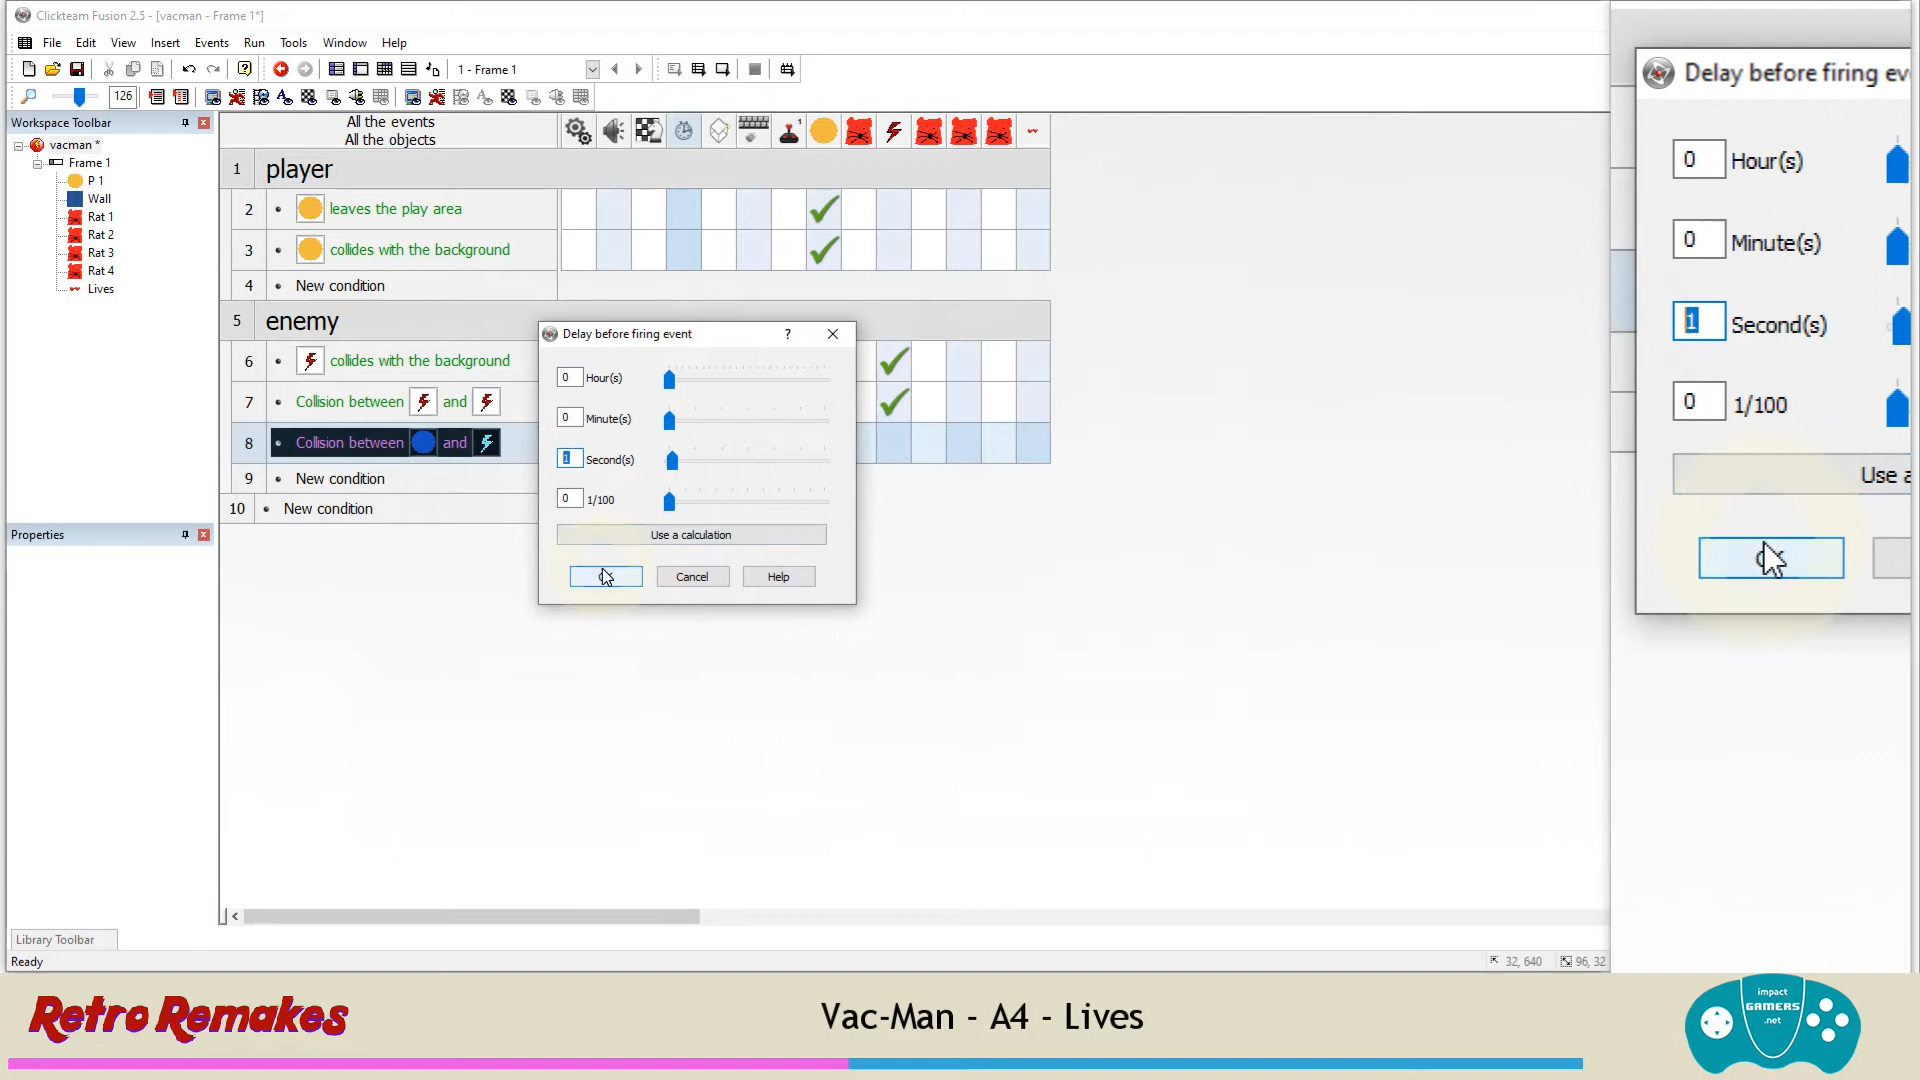 Clickteam Fusion 2.5 - [vacman - Frame 1*]
File Edit View Insert Events Run Tools Window Help
1 - Frame 1
126
Workspace Toolbar
vacman *
Frame 1
P 1
Wall
Rat 1
Rat 2
Rat 3
Rat 4
Lives
Properties
Library Toolbar
Ready
All the events
All the objects
1
1 player
2 • leaves the play area
3 • collides with the background
4 • New condition
5 enemy
6 • collides with the background
7 • Collision between and
8 • Collision between and
9 • New condition
10 • New condition
Delay before firing event ?
0 Hour(s)
0 Minute(s)
1 Second(s)
0 1/100
Use a calculation
Cancel Help
32, 640 96, 32
Delay before firing ev
0 Hour(s)
0 Minute(s)
1 Second(s)
0 1/100
Use a
Retro Remakes
Vac-Man - A4 - Lives
impact
GAMERS
.net